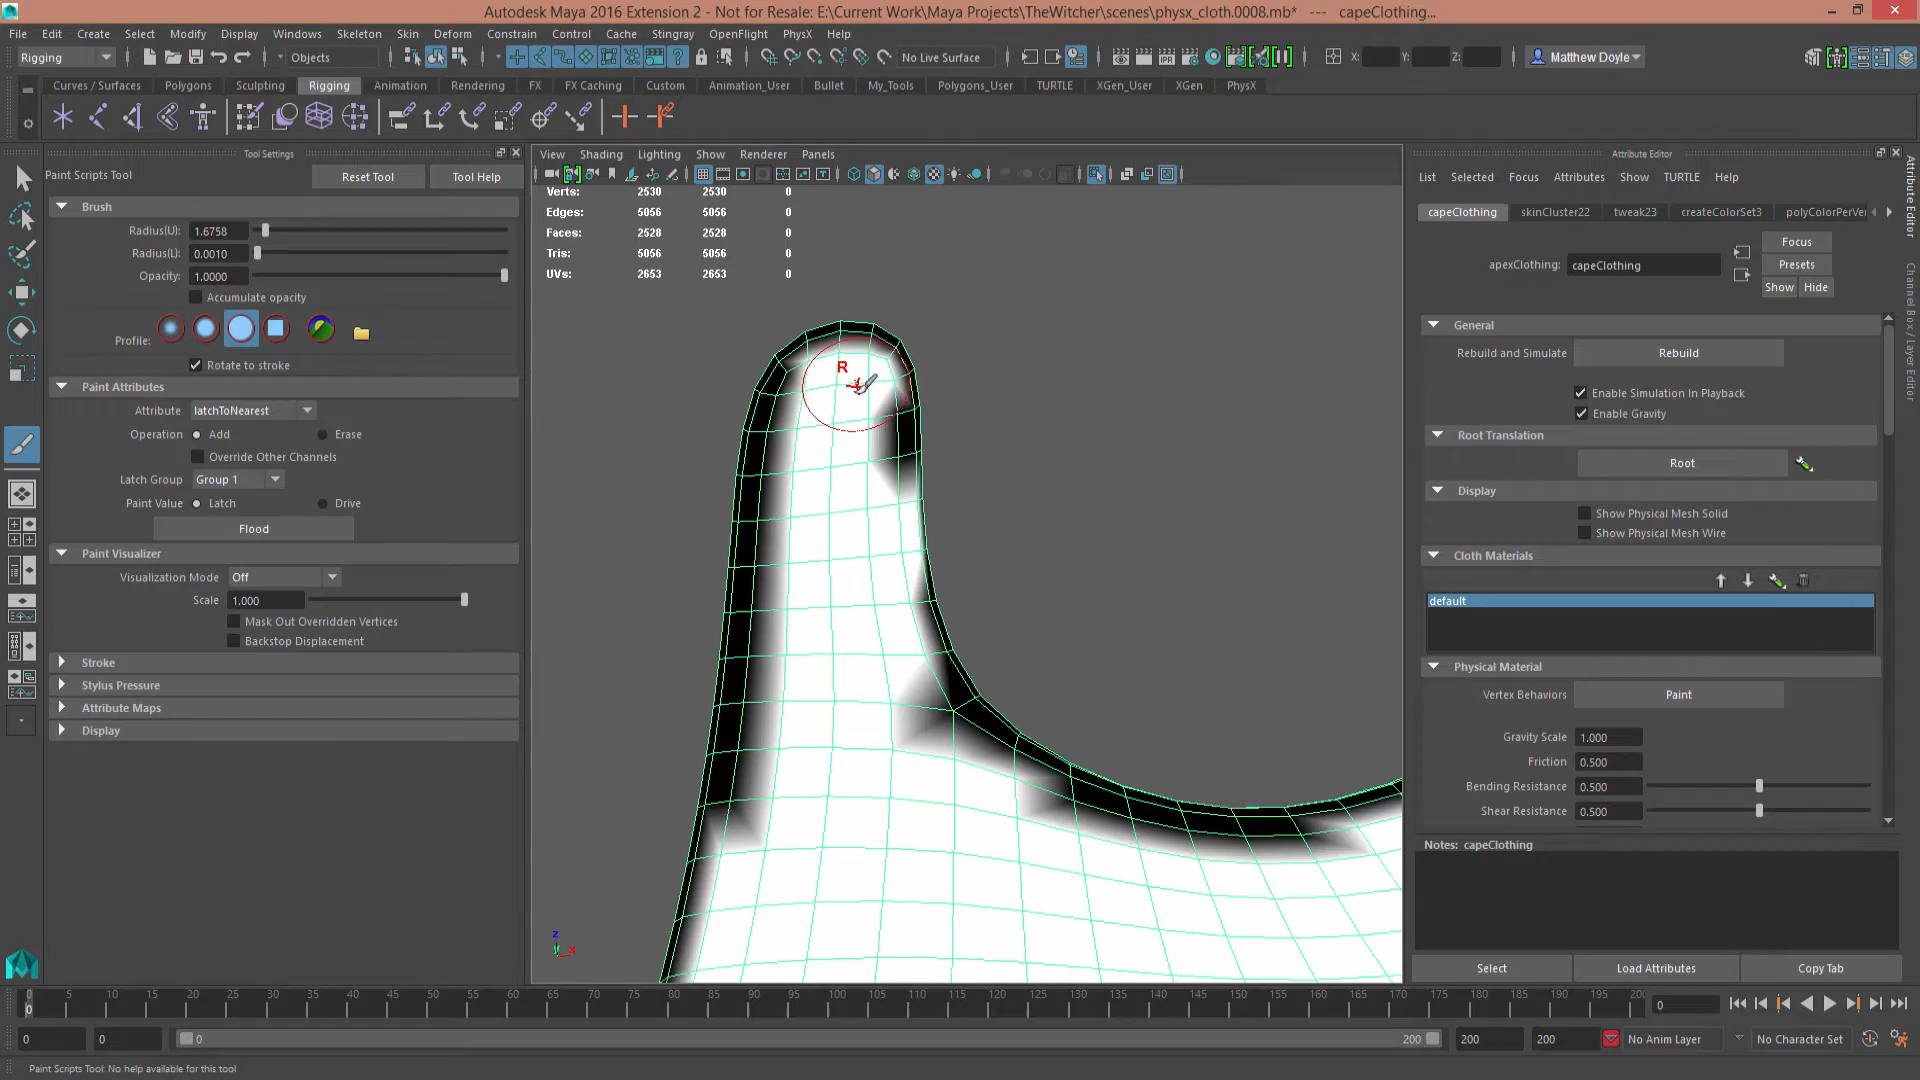 Autodesk Maya 2016 Extension 2 - Not for Resale: E:\Current Work\Maya Projects\TheWitcher\scenes\physx_cloth.0008.mb*   ---   capeClothing...
File Edit Create Select Modify Display Windows Skeleton Skin Deform Constrain Control Cache Stingray OpenFlight PhysX Help
Rigging Objects No Live Surface X: Y: Z: Matthew Doyle
Curves / Surfaces Polygons Sculpting Rigging Animation Rendering FX FX Caching Custom Animation_User Bullet My_Tools Polygons_User TURTLE XGen_User XGen PhysX
Tool Settings
Paint Scripts Tool Reset Tool Tool Help
Brush
Radius(U): 1.6758
Radius(L): 0.0010
Opacity: 1.0000
Accumulate opacity
Profile:
Rotate to stroke
Paint Attributes
Attribute latchToNearest
Operation Add Erase
Override Other Channels
Latch Group Group 1
Paint Value Latch Drive
Flood
Paint Visualizer
Visualization Mode Off
Scale 1.000
Mask Out Overridden Vertices
Backstop Displacement
Stroke
Stylus Pressure
Attribute Maps
Display
View Shading Lighting Show Renderer Panels
Verts: 2530 2530 0
Edges: 5056 5056 0
Faces: 2528 2528 0
Tris: 5056 5056 0
UVs: 2653 2653 0
R
z
y
x
Attribute Editor
List Selected Focus Attributes Show TURTLE Help
capeClothing skinCluster22 tweak23 createColorSet3 polyColorPerVer
apexClothing: capeClothing
Focus
Presets
Show Hide
General
Rebuild and Simulate Rebuild
Enable Simulation In Playback
Enable Gravity
Root Translation
Root
Display
Show Physical Mesh Solid
Show Physical Mesh Wire
Cloth Materials
default
Physical Material
Vertex Behaviors Paint
Gravity Scale 1.000
Friction 0.500
Bending Resistance 0.500
Shear Resistance 0.500
Notes: capeClothing
Select Load Attributes Copy Tab
Attribute Editor
Channel Box / Layer Editor
0 5 10 15 20 25 30 35 40 45 50 55 60 65 70 75 80 85 90 95 100 105 110 115 120 125 130 135 140 145 150 155 160 165 170 175 180 185 190 195 200
0 0
0 0 0 200 200 200 No Anim Layer No Character Set
Paint Scripts Tool: No help available for this tool